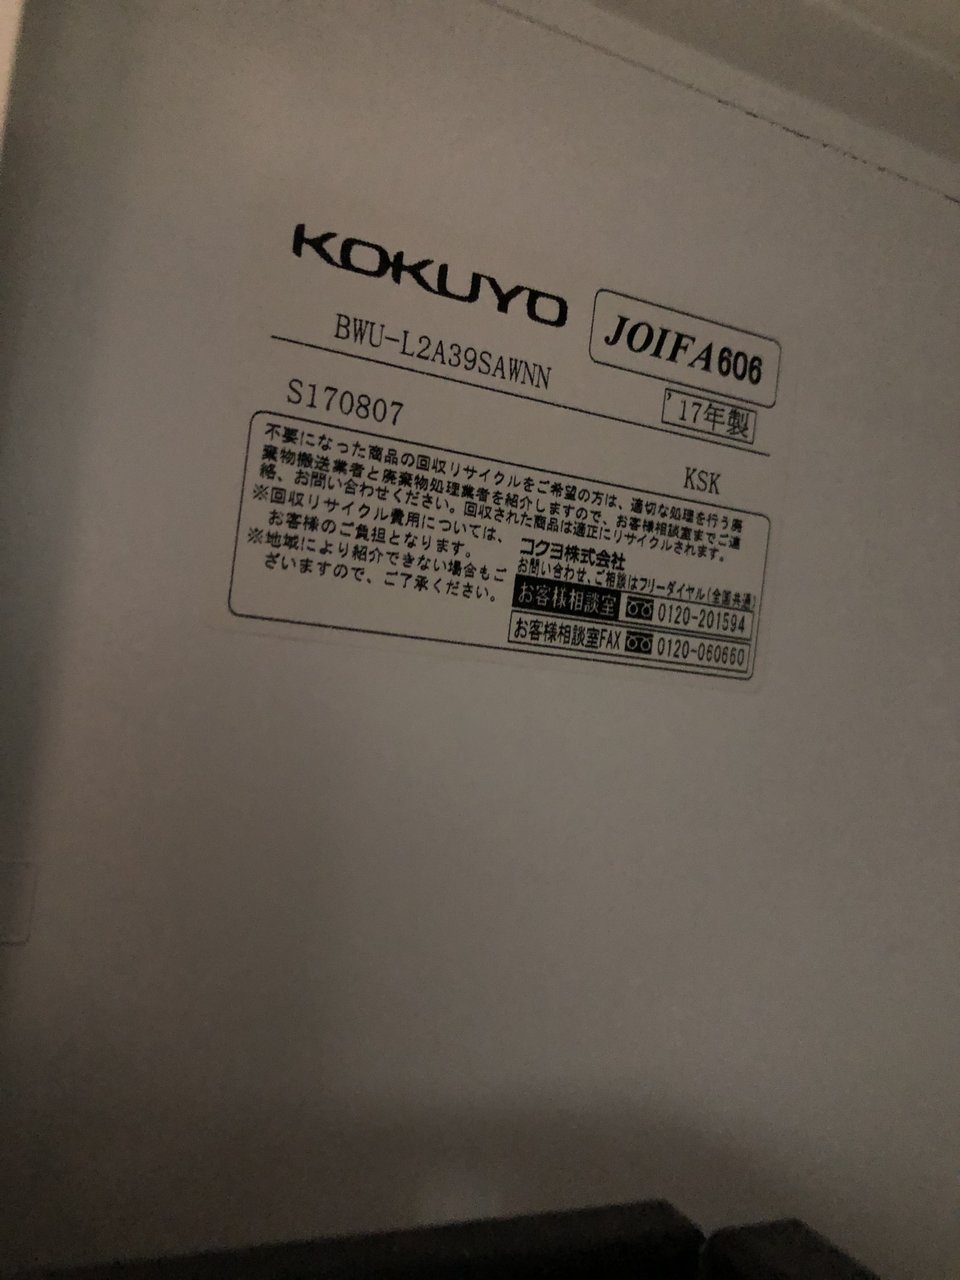 KOKUYO
JOIFA606
BWU-L2A39SAWNN
'17年製
S170807
KSK
不要になった商品の回収リサイクルをご希望の方は、適切な処理を行う廃
棄物搬送業者と廃棄物処理業者を紹介しますので、お客様相談室までご連
絡、お問い合わせください。回収された商品は適正にリサイクルされます。
※回収リサイクル費用については、
お客様のご負担となります。
※地域により紹介できない場合もご
ざいますので、ご了承ください。
コクヨ株式会社
お問い合わせ、ご相談はフリーダイヤル(全国共通)
お客様相談室 0120-201594
お客様相談室FAX 0120-060660